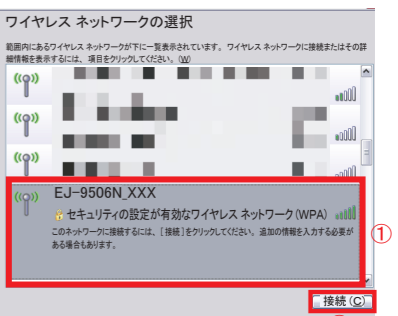 ワイヤレス ネットワークの選択
範囲内にあるワイヤレス ネットワークが下に一覧表示されています。 ワイヤレス ネットワークに接続またはその詳
細情報を表示するには、項目をクリックしてください。(W)
EJ-9506N_XXX
セキュリティの設定が有効なワイヤレス ネットワーク (WPA)
このネットワークに接続するには、[接続] をクリックしてください。追加の情報を入力する必要が
ある場合もあります。
①
接続(C)